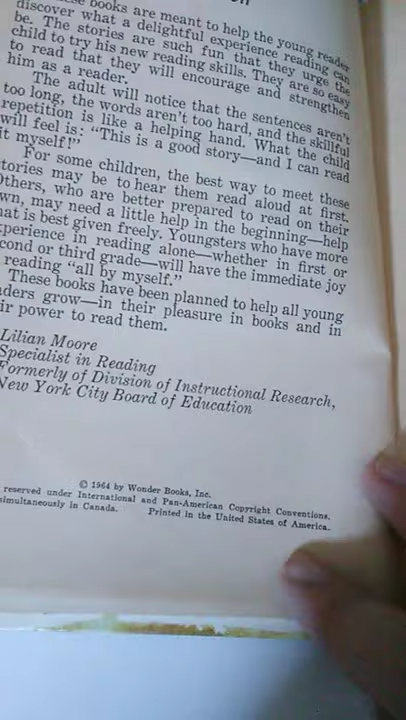 books are meant to help the young reader
discover what a delightful experience reading can
be. The stories are such fun that they urge the
child to try his new reading skills. They are so easy
to read that they will encourage and strengthen
him as a reader.
The adult will notice that the sentences aren't
too long, the words aren't too hard, and the skillful
repetition is like a helping hand. What the child
will feel is: "This is a good story—and I can read
it myself!"
For some children, the best way to meet these
tories may be to hear them read aloud at first.
Others, who are better prepared to read on their
wn, may need a little help in the beginning—help
hat is best given freely. Youngsters who have more
xperience in reading alone—whether in first or
cond or third grade—will have the immediate joy
reading "all by myself."
These books have been planned to help all young
ders grow—in their pleasure in books and in
ir power to read them.
Lilian Moore
Specialist in Reading
Formerly of Division of Instructional Research,
New York City Board of Education
© 1964 by Wonder Books, Inc.
reserved under International and Pan-American Copyright Conventions.
simultaneously in Canada. Printed in the United States of America.